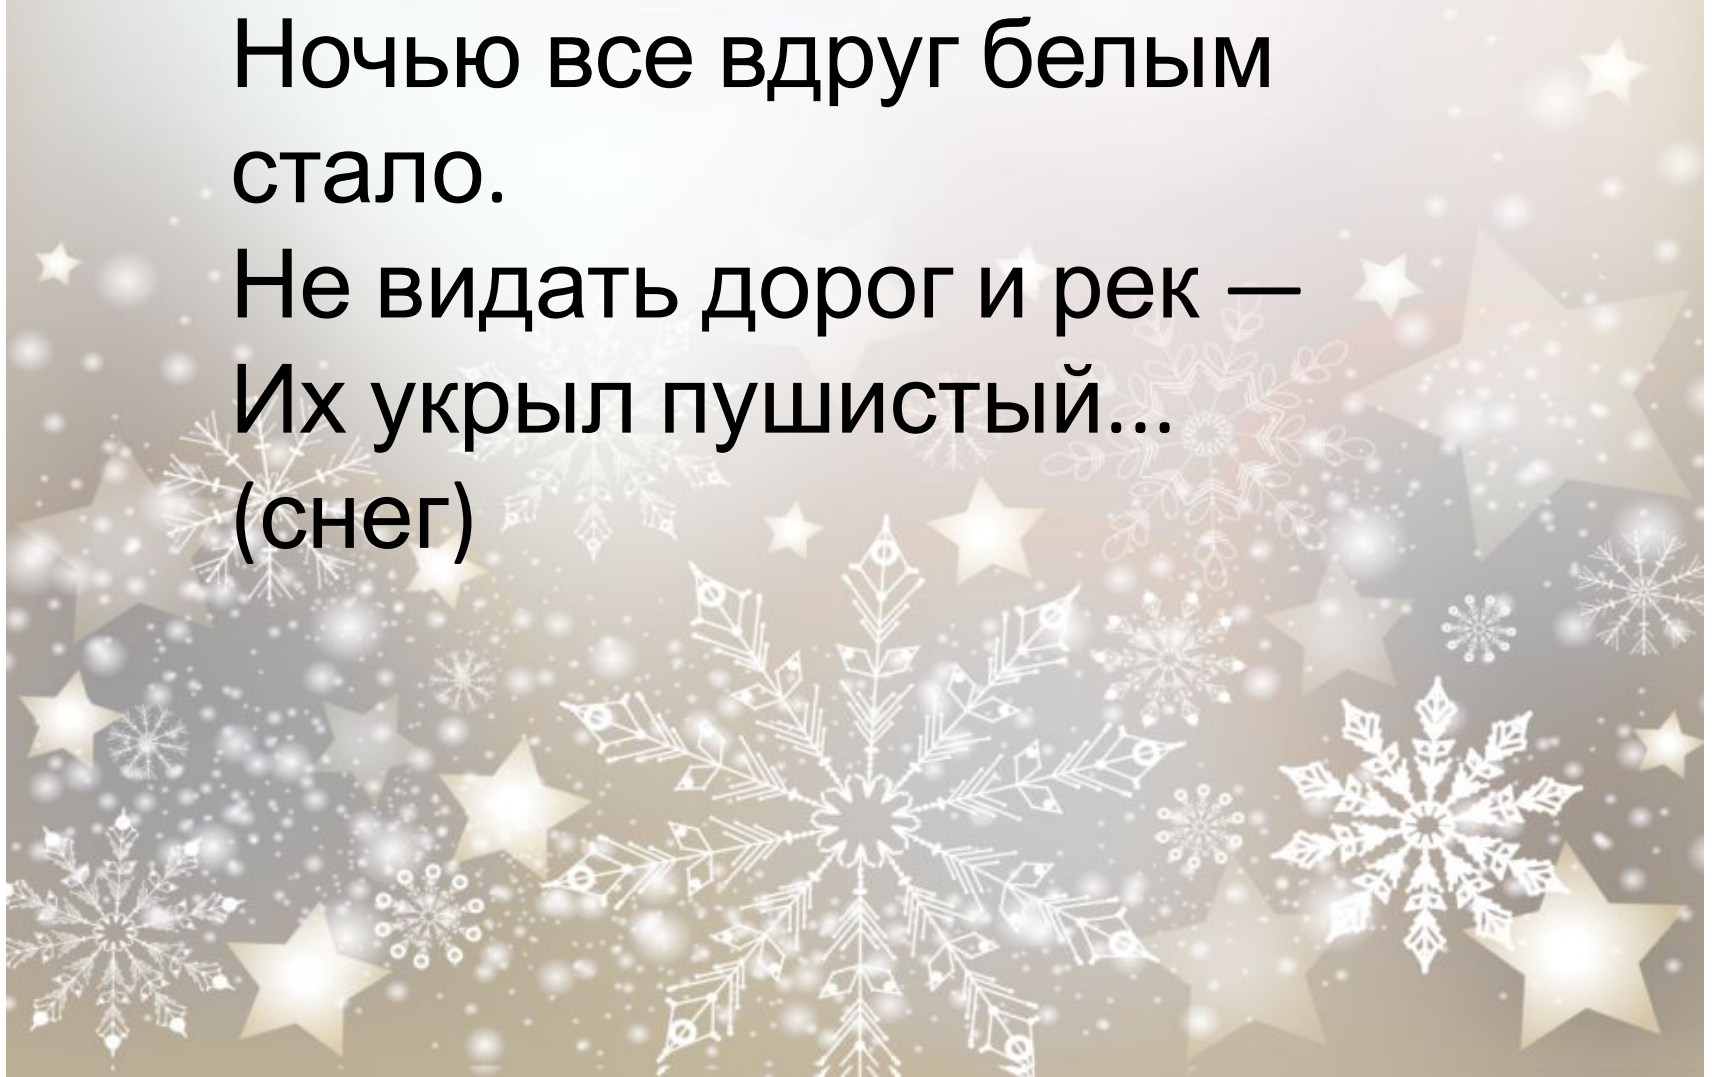 Ночью все вдруг белым
стало.
Не видать дорог и рек —
Их укрыл пушистый...
(снег)